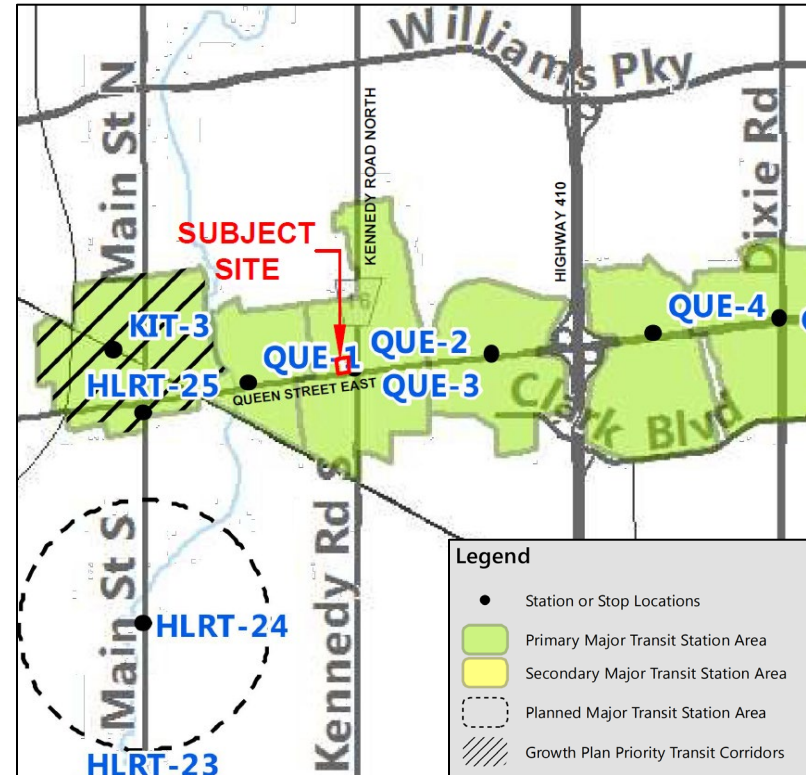 Williams Pky
Main St N
KENNEDY ROAD NORTH
HIGHWAY 410
Dixie Rd
SUBJECT
SITE
KIT-3
QUE-1
QUE-2
QUE-4
HLRT-25
QUEEN STREET EAST
QUE-3
Clark Blvd
Main St S
Kennedy Rd S
HLRT-24
HLRT-23
Legend
Station or Stop Locations
Primary Major Transit Station Area
Secondary Major Transit Station Area
Planned Major Transit Station Area
Growth Plan Priority Transit Corridors